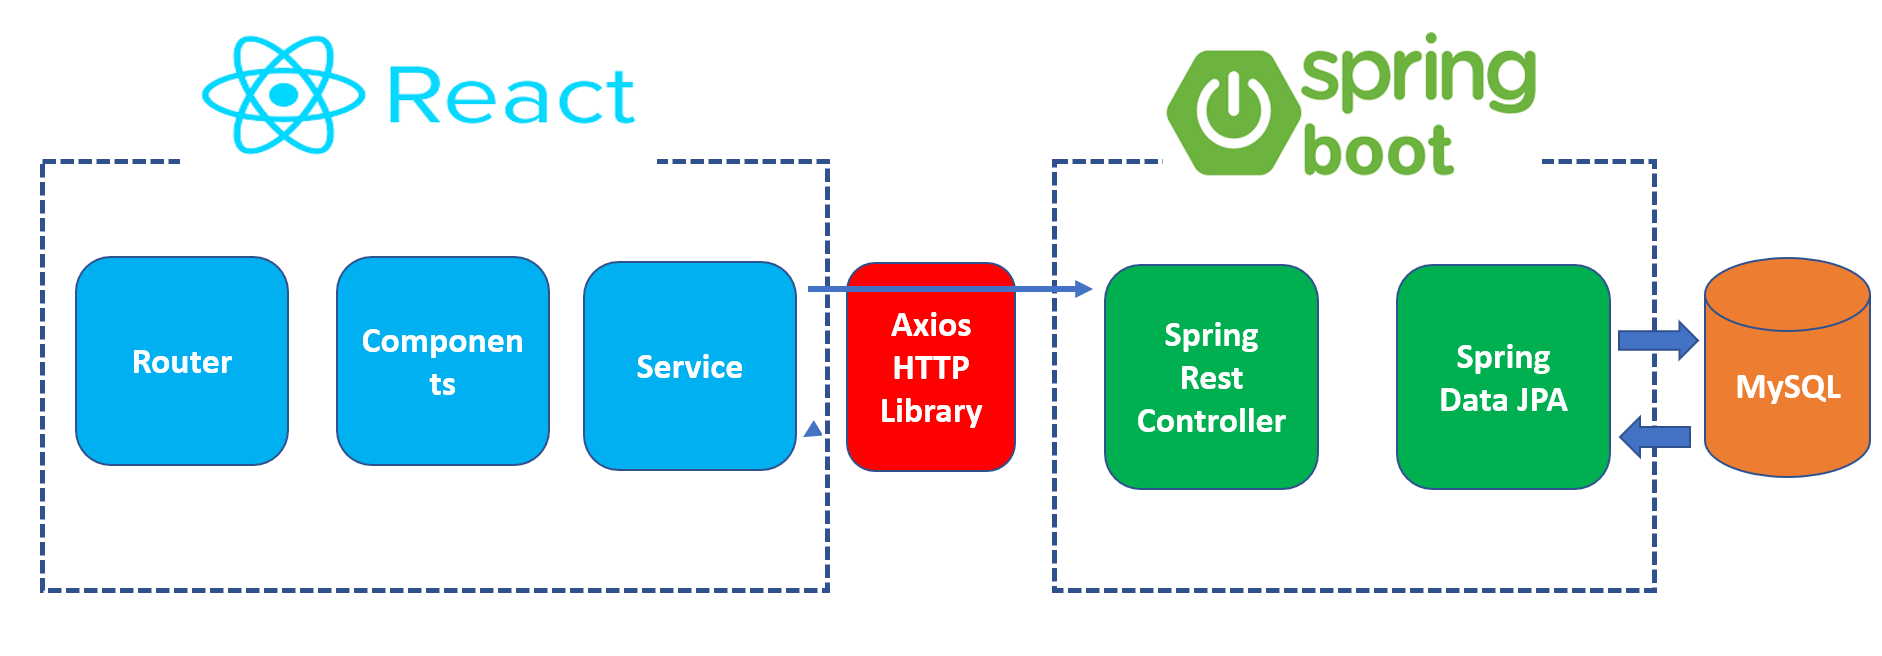 React
spring
boot
Router
Componen
ts
Service
Axios
HTTP
Library
Spring
Rest
Controller
Spring
Data JPA
MySQL